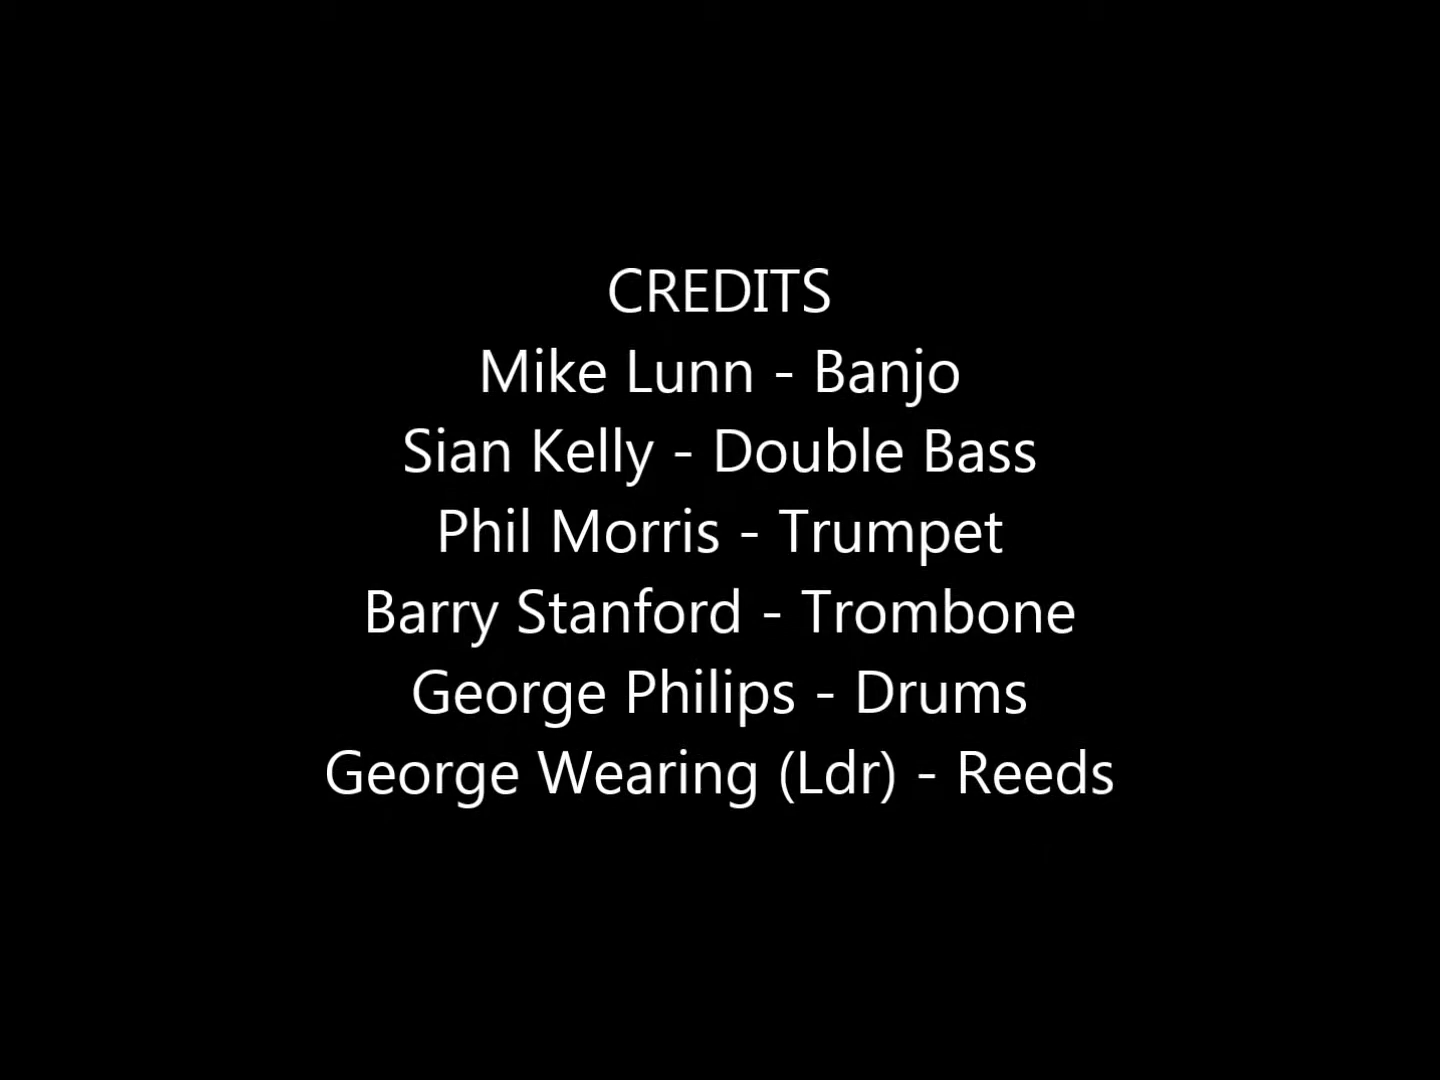 CREDITS
Mike Lunn - Banjo
Sian Kelly - Double Bass
Phil Morris - Trumpet
Barry Stanford - Trombone
George Philips - Drums
George Wearing (Ldr) - Reeds